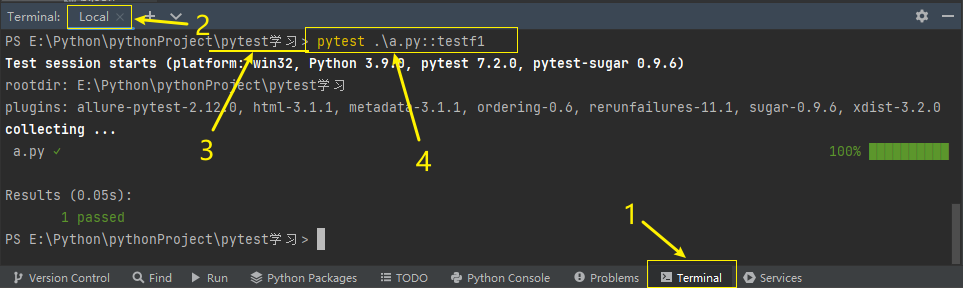 Terminal: Local × + 2
PS E:\Python\pythonProject\pytest学习> pytest .\a.py::testf1
Test session starts (platform: win32, Python 3.9.0, pytest 7.2.0, pytest-sugar 0.9.6)
rootdir: E:\Python\pythonProject\pytest学习
plugins: allure-pytest-2.12.0, html-3.1.1, metadata-3.1.1, ordering-0.6, rerunfailures-11.1, sugar-0.9.6, xdist-3.2.0
collecting ...
3 4
a.py ✓ 100% ██████████
Results (0.05s):
1 passed
1
PS E:\Python\pythonProject\pytest学习>
Version Control Find Run Python Packages TODO Python Console Problems Terminal Services